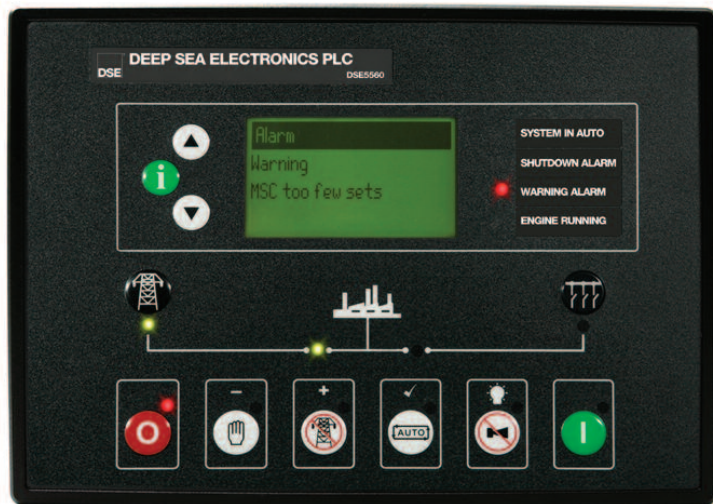 DSE
DEEP SEA ELECTRONICS PLC
DSE5560
Alarm
Warning
MSC too few sets
i
SYSTEM IN AUTO
SHUTDOWN ALARM
WARNING ALARM
ENGINE RUNNING
O
AUTO
I